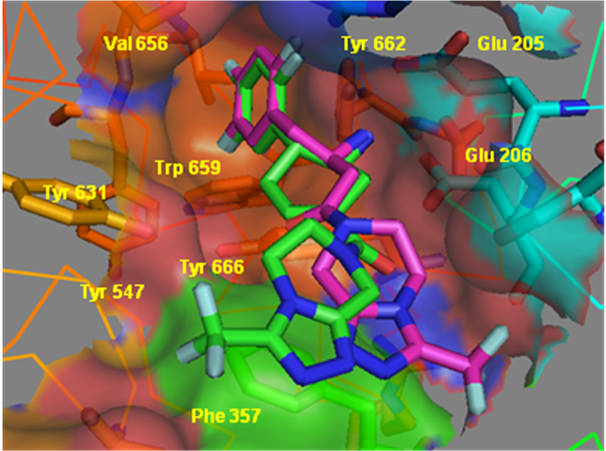 Val 656
Tyr 662
Glu 205
Glu 206
Trp 659
Tyr 631
Tyr 666
Tyr 547
Phe 357